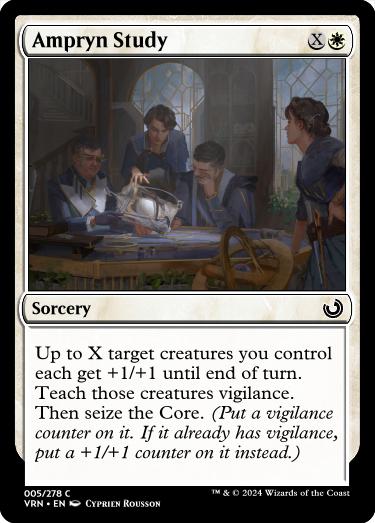 Ampryn Study X
Sorcery
Up to X target creatures you control
each get +1/+1 until end of turn.
Teach those creatures vigilance.
Then seize the Core. (Put a vigilance
counter on it. If it already has vigilance,
put a +1/+1 counter on it instead.)
005/278 C
VRN • EN Cyprien Rousson
™ & © 2024 Wizards of the Coast